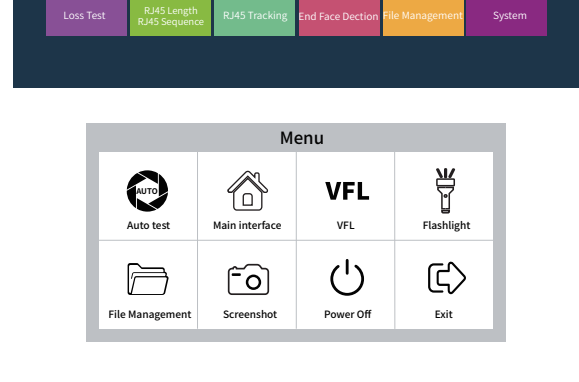 Loss Test
RJ45 Length
RJ45 Sequence
RJ45 Tracking
End Face Dection
File Management
System
Menu
AUTO
VFL
Auto test
Main interface
VFL
Flashlight
File Management
Screenshot
Power Off
Exit